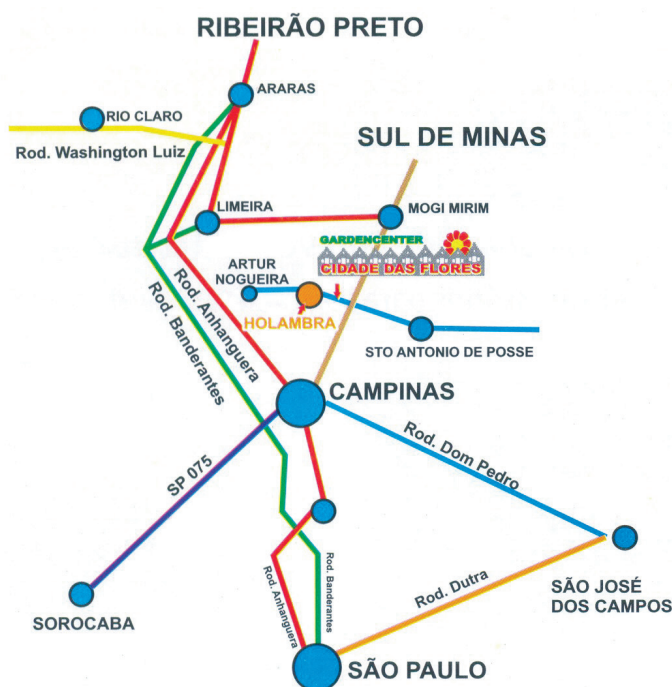 RIBEIRÃO PRETO
ARARAS
RIO CLARO
Rod. Washington Luiz
SUL DE MINAS
LIMEIRA
MOGI MIRIM
GARDENCENTER
CIDADE DAS FLORES
ARTUR
NOGUEIRA
HOLAMBRA
STO ANTONIO DE POSSE
Rod. Anhanguera
Rod. Banderantes
CAMPINAS
SP 075
Rod. Dom Pedro
Rod. Anhanguera
Rod. Banderantes
Rod. Dutra
SOROCABA
SÃO JOSÉ
DOS CAMPOS
SÃO PAULO